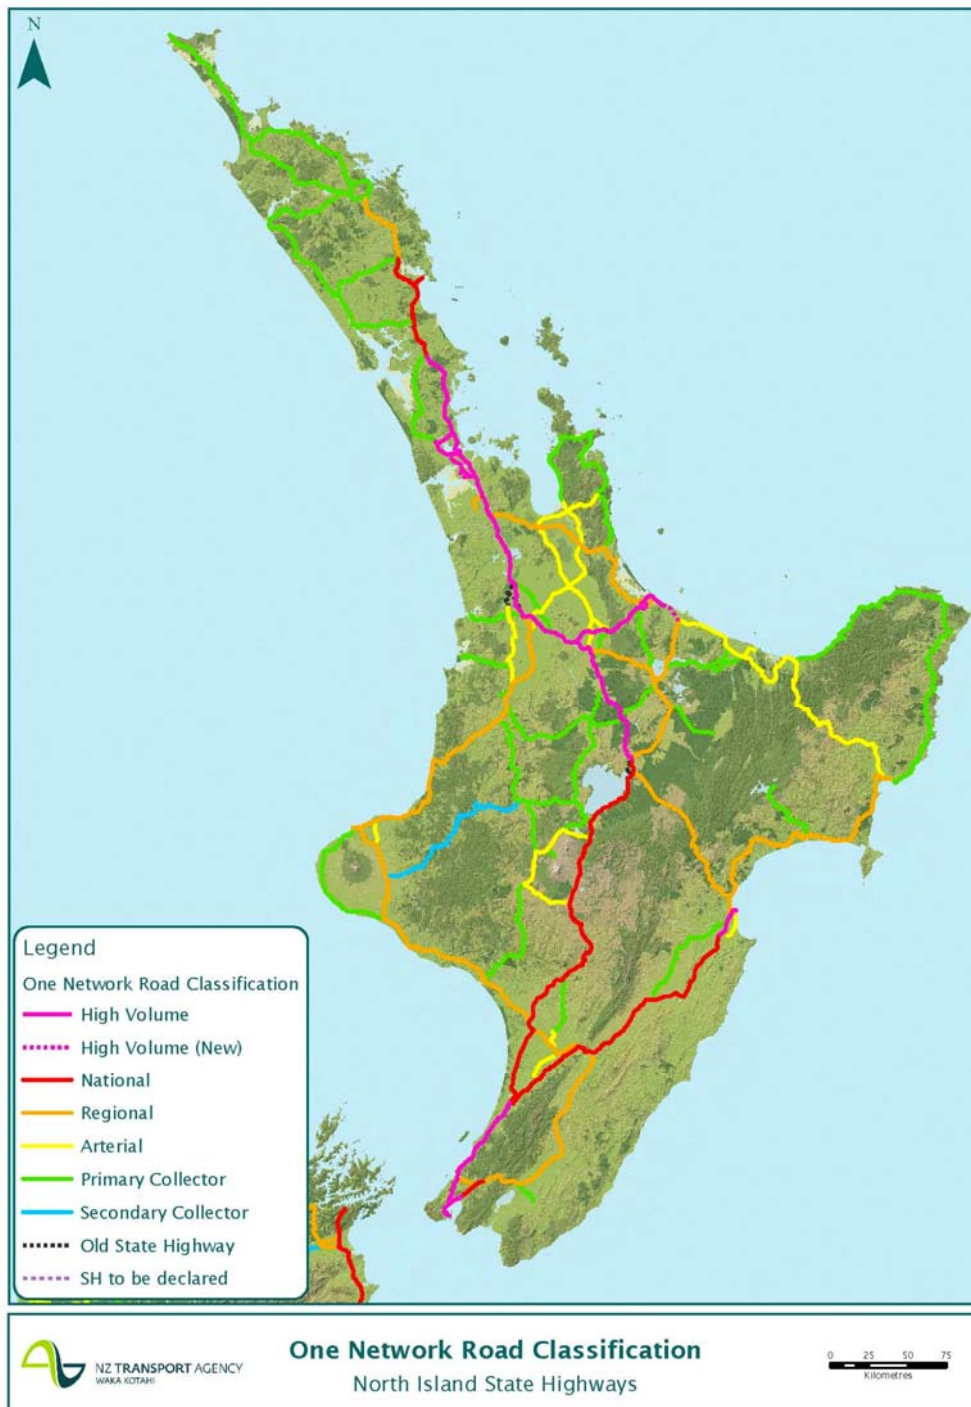 N
Legend
One Network Road Classification
High Volume
High Volume (New)
National
Regional
Arterial
Primary Collector
Secondary Collector
Old State Highway
SH to be declared
NZ TRANSPORT AGENCY
WAKA KOTAHI
One Network Road Classification
North Island State Highways
0 25 50 75
Kilometres